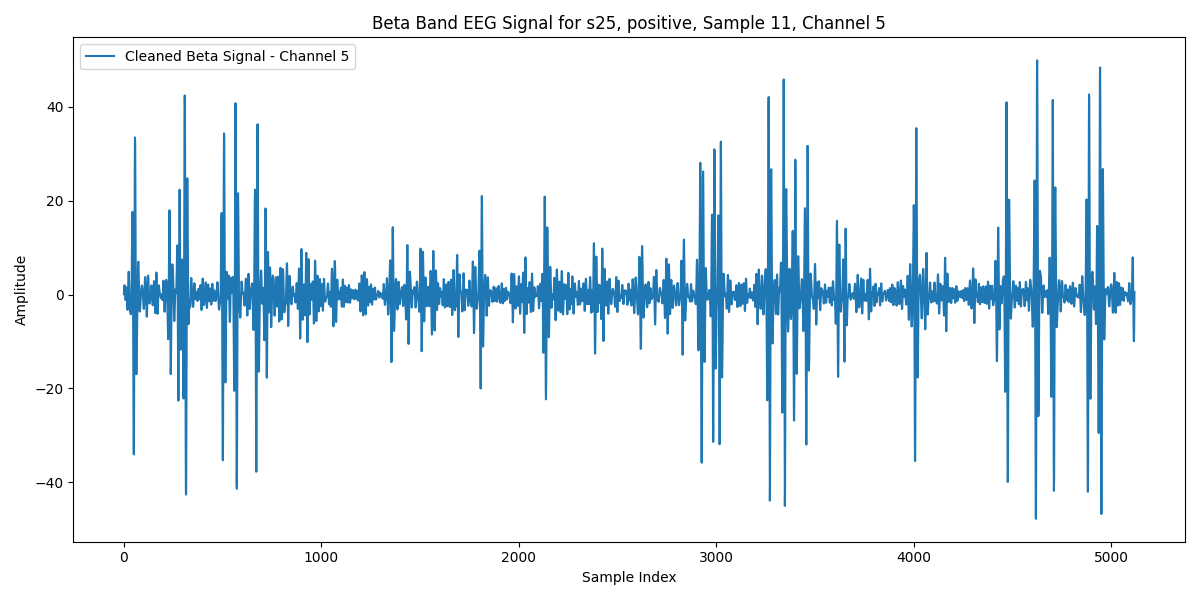 Beta Band EEG Signal for s25, positive, Sample 11, Channel 5
Cleaned Beta Signal - Channel 5
Amplitude
40
20
0
−20
−40
0 1000 2000 3000 4000 5000
Sample Index